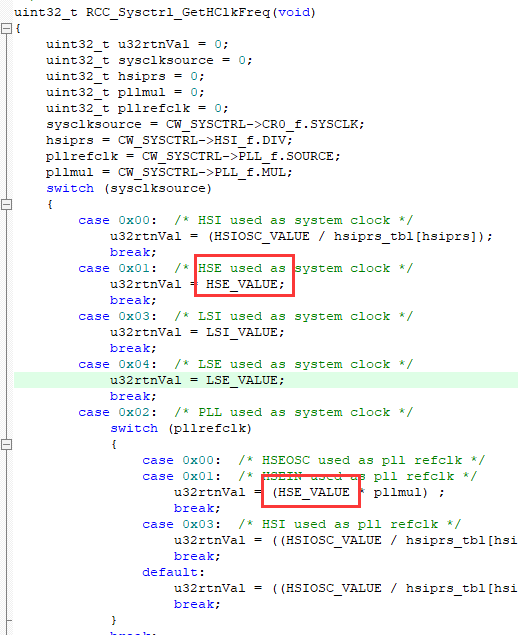 uint32_t RCC_Sysctrl_GetHClkFreq(void)
{
    uint32_t u32rtnVal = 0;
    uint32_t sysclksource = 0;
    uint32_t hsiprs = 0;
    uint32_t pllmul = 0;
    uint32_t pllrefclk = 0;
    sysclksource = CW_SYSCTRL->CR0_f.SYSCLK;
    hsiprs = CW_SYSCTRL->HSI_f.DIV;
    pllrefclk = CW_SYSCTRL->PLL_f.SOURCE;
    pllmul = CW_SYSCTRL->PLL_f.MUL;
    switch (sysclksource)
    {
        case 0x00:  /* HSI used as system clock */
            u32rtnVal = (HSIOSC_VALUE / hsiprs_tbl[hsiprs]);
            break;
        case 0x01:  /* HSE used as system clock */
            u32rtnVal = HSE_VALUE;
            break;
        case 0x03:  /* LSI used as system clock */
            u32rtnVal = LSI_VALUE;
            break;
        case 0x04:  /* LSE used as system clock */
            u32rtnVal = LSE_VALUE;
            break;
        case 0x02:  /* PLL used as system clock */
            switch (pllrefclk)
            {
                case 0x00:  /* HSEOSC used as pll refclk */
                case 0x01:  /* HSEIN used as pll refclk */
                    u32rtnVal = (HSE_VALUE * pllmul) ;
                    break;
                case 0x03:  /* HSI used as pll refclk */
                    u32rtnVal = ((HSIOSC_VALUE / hsiprs_tbl[hsi
                default:
                    u32rtnVal = ((HSIOSC_VALUE / hsiprs_tbl[hsi
                    break;
            }
            break;